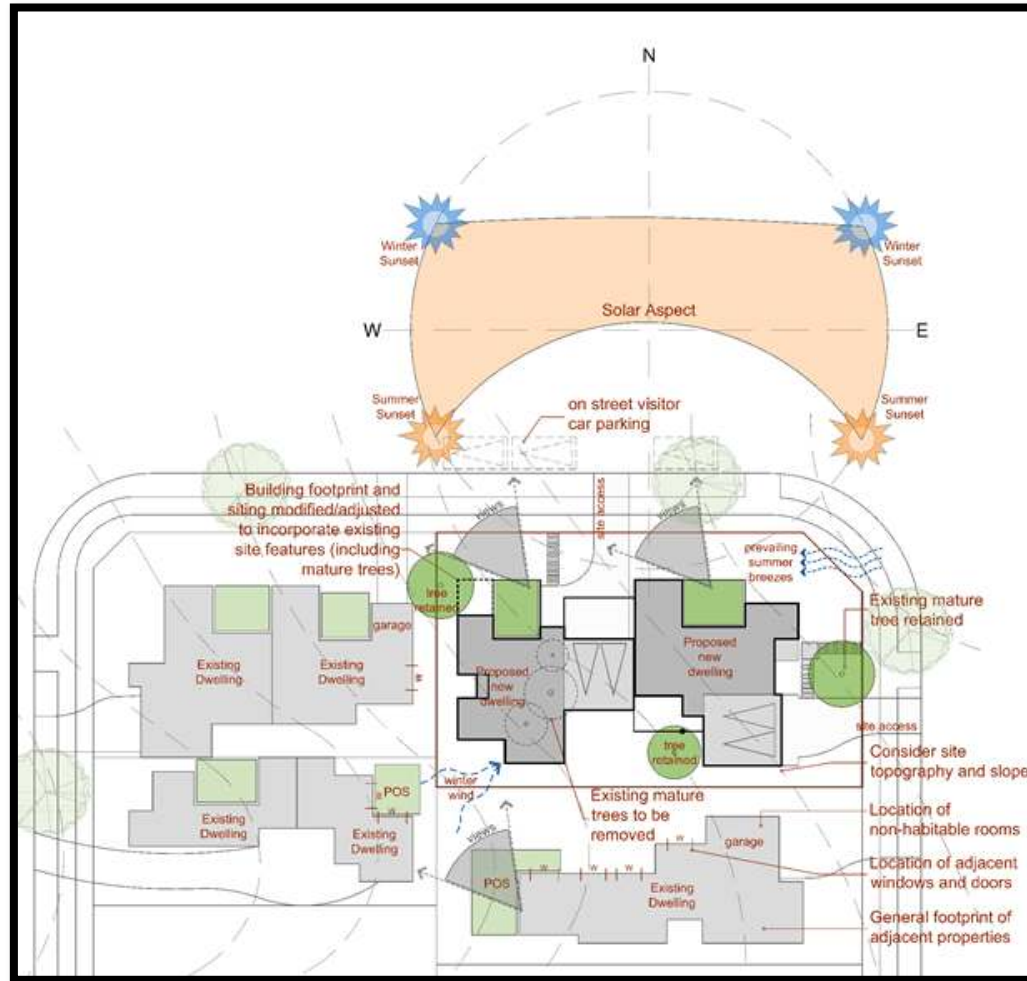 N
Winter
Sunset
Winter
Sunset
Solar Aspect
W
E
Summer
Sunset
Summer
Sunset
on street visitor
car parking
Building footprint and
siting modified/adjusted
to incorporate existing
site features (including
mature trees)
views
site access
views
prevailing
summer
breezes
tree
retained
Existing mature
tree retained
garage
Existing
Dwelling
Existing
Dwelling
w
Proposed
new
dwelling
Proposed
new
dwelling
site access
tree
retained
Consider site
topography and slope
winter
wind
POS
w
Existing
Dwelling
Existing
Dwelling
Existing mature
trees to be
removed
Location of
non-habitable rooms
views
garage
w
Location of adjacent
windows and doors
POS
w
w
w
Existing
Dwelling
General footprint of
adjacent properties